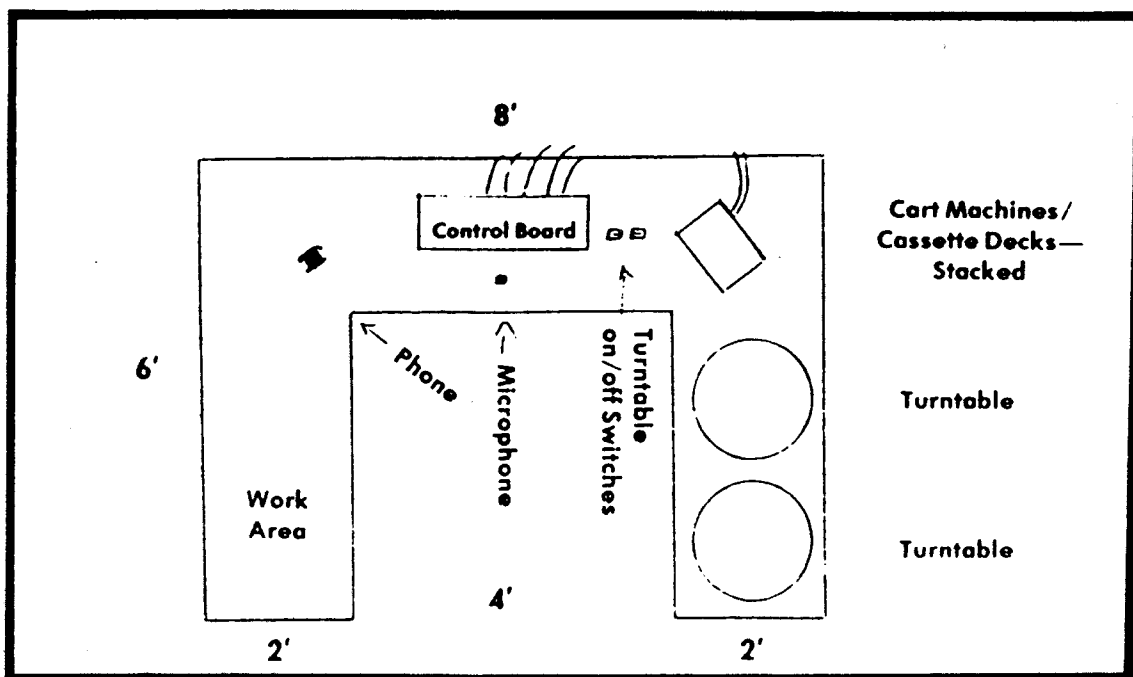 8'
Control Board
Cart Machines/
Cassette Decks—
Stacked
6'
Phone
Microphone
Turntable
on/off Switches
Turntable
Work
Area
Turntable
4'
2'
2'